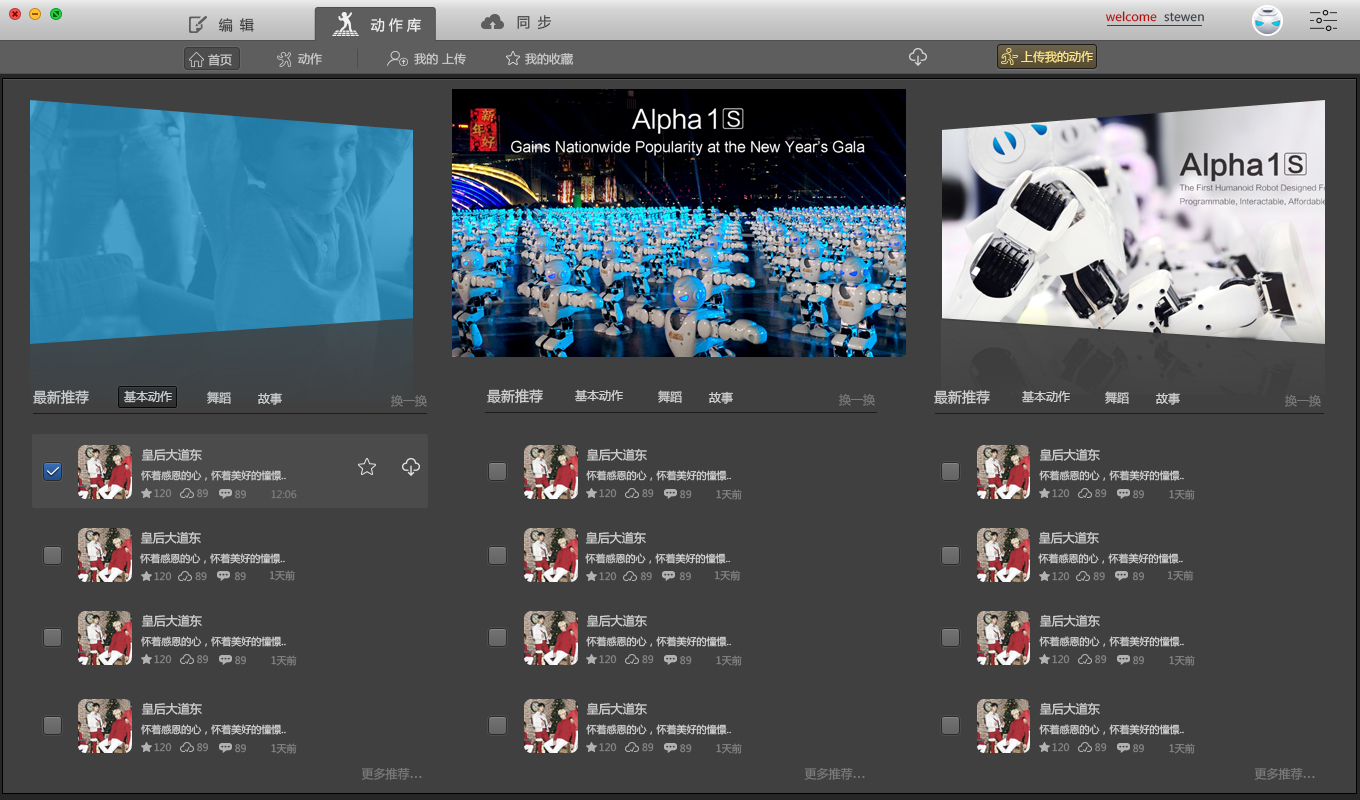 编 辑
动作库
同 步
welcome stewen
首页
动作
我的 上传
我的收藏
上传我的动作
新年好
Alpha 1 S
Gains Nationwide Popularity at the New Year's Gala
Alpha1 S
The First Humanoid Robot Designed F
Programmable, Interactable, Affordable
最新推荐 基本动作 舞蹈 故事 换一换
皇后大道东
怀着感恩的心，怀着美好的憧憬..
120 89 89 12:06
皇后大道东
怀着感恩的心，怀着美好的憧憬..
120 89 89 1天前
皇后大道东
怀着感恩的心，怀着美好的憧憬..
120 89 89 1天前
皇后大道东
怀着感恩的心，怀着美好的憧憬..
120 89 89 1天前
更多推荐...
最新推荐 基本动作 舞蹈 故事 换一换
皇后大道东
怀着感恩的心，怀着美好的憧憬..
120 89 89 1天前
皇后大道东
怀着感恩的心，怀着美好的憧憬..
120 89 89 1天前
皇后大道东
怀着感恩的心，怀着美好的憧憬..
120 89 89 1天前
皇后大道东
怀着感恩的心，怀着美好的憧憬..
120 89 89 1天前
更多推荐...
最新推荐 基本动作 舞蹈 故事 换一换
皇后大道东
怀着感恩的心，怀着美好的憧憬..
120 89 89 1天前
皇后大道东
怀着感恩的心，怀着美好的憧憬..
120 89 89 1天前
皇后大道东
怀着感恩的心，怀着美好的憧憬..
120 89 89 1天前
皇后大道东
怀着感恩的心，怀着美好的憧憬..
120 89 89 1天前
更多推荐...